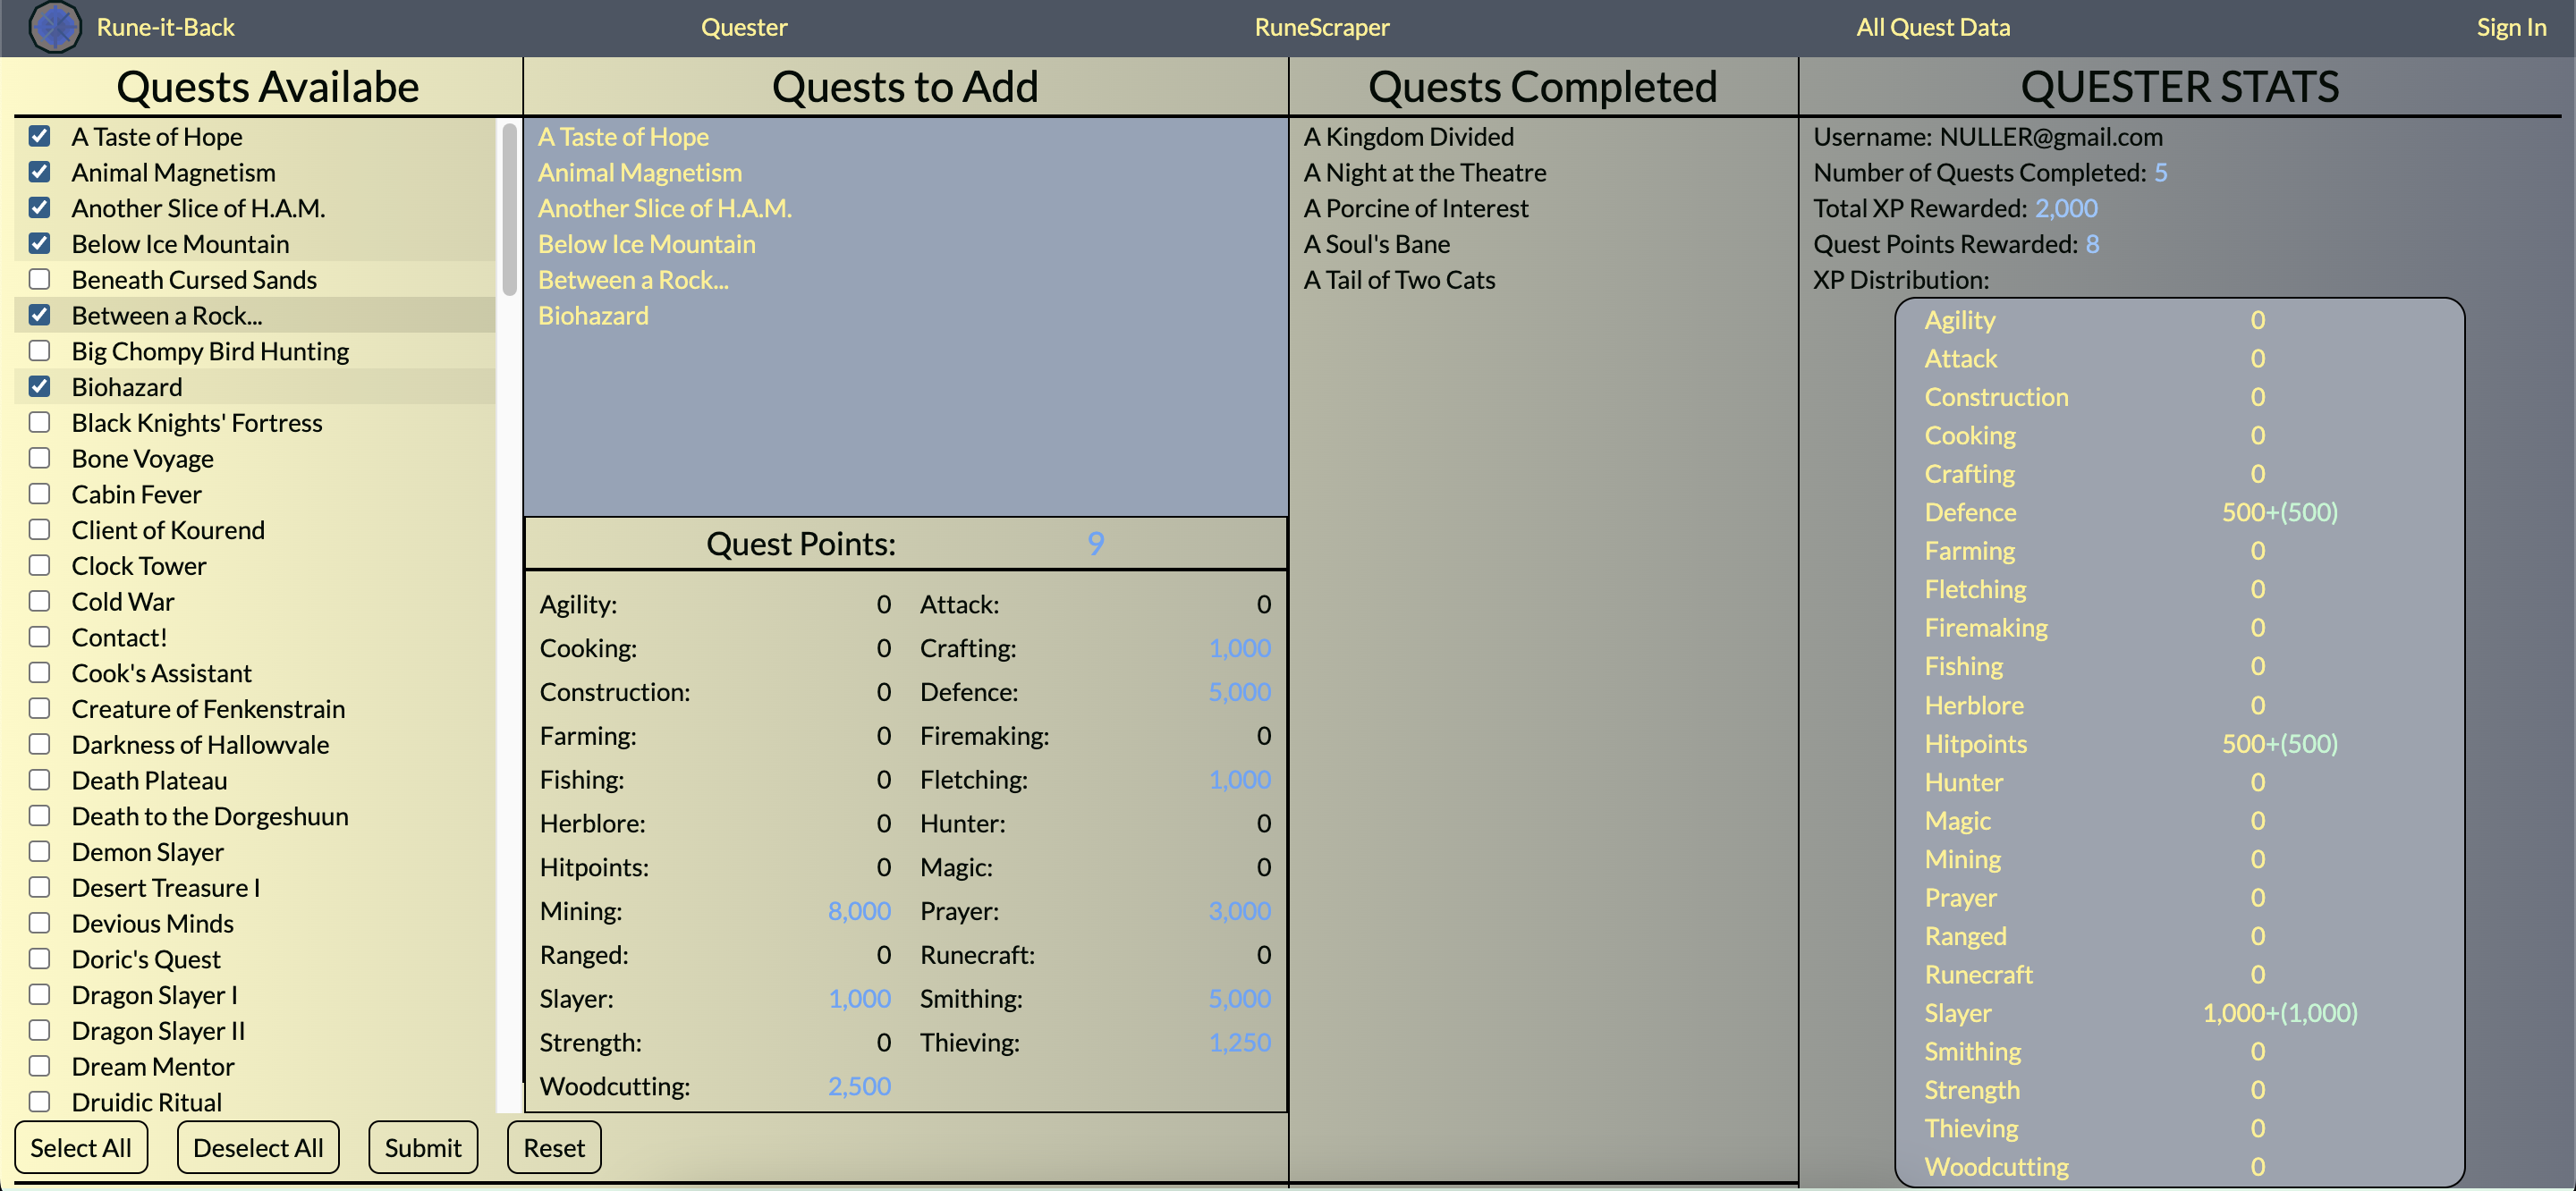 Rune-it-Back Quester RuneScraper All Quest Data Sign In
Quests Availabe
A Taste of Hope
Animal Magnetism
Another Slice of H.A.M.
Below Ice Mountain
Beneath Cursed Sands
Between a Rock...
Big Chompy Bird Hunting
Biohazard
Black Knights' Fortress
Bone Voyage
Cabin Fever
Client of Kourend
Clock Tower
Cold War
Contact!
Cook's Assistant
Creature of Fenkenstrain
Darkness of Hallowvale
Death Plateau
Death to the Dorgeshuun
Demon Slayer
Desert Treasure I
Devious Minds
Doric's Quest
Dragon Slayer I
Dragon Slayer II
Dream Mentor
Druidic Ritual
Select All Deselect All Submit Reset
Quests to Add
A Taste of Hope
Animal Magnetism
Another Slice of H.A.M.
Below Ice Mountain
Between a Rock...
Biohazard
Quest Points: 9
Agility: 0 Attack: 0
Cooking: 0 Crafting: 1,000
Construction: 0 Defence: 5,000
Farming: 0 Firemaking: 0
Fishing: 0 Fletching: 1,000
Herblore: 0 Hunter: 0
Hitpoints: 0 Magic: 0
Mining: 8,000 Prayer: 3,000
Ranged: 0 Runecraft: 0
Slayer: 1,000 Smithing: 5,000
Strength: 0 Thieving: 1,250
Woodcutting: 2,500
Quests Completed
A Kingdom Divided
A Night at the Theatre
A Porcine of Interest
A Soul's Bane
A Tail of Two Cats
QUESTER STATS
Username: NULLER@gmail.com
Number of Quests Completed: 5
Total XP Rewarded: 2,000
Quest Points Rewarded: 8
XP Distribution:
Agility 0
Attack 0
Construction 0
Cooking 0
Crafting 0
Defence 500+(500)
Farming 0
Fletching 0
Firemaking 0
Fishing 0
Herblore 0
Hitpoints 500+(500)
Hunter 0
Magic 0
Mining 0
Prayer 0
Ranged 0
Runecraft 0
Slayer 1,000+(1,000)
Smithing 0
Strength 0
Thieving 0
Woodcutting 0